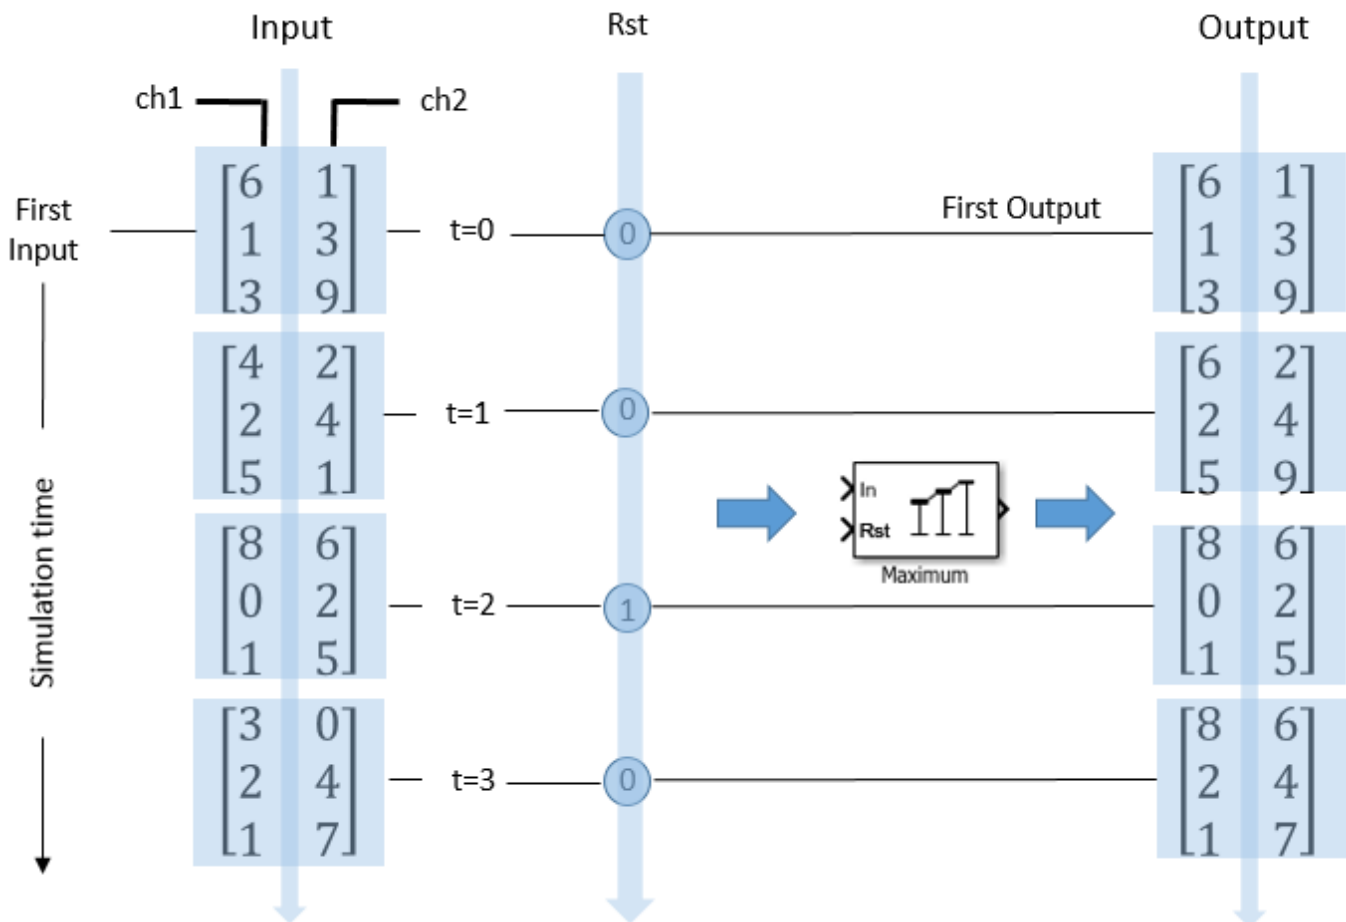 Input Rst Output
ch1 ch2
First
Input
[6 1]
[1 3]
[3 9]
t=0
0
First Output
[6 1]
[1 3]
[3 9]
[4 2]
[2 4]
[5 1]
t=1
0
[6 2]
[2 4]
[5 9]
Simulation time
In
Rst
Maximum
[8 6]
[0 2]
[1 5]
t=2
1
[8 6]
[0 2]
[1 5]
[3 0]
[2 4]
[1 7]
t=3
0
[8 6]
[2 4]
[1 7]